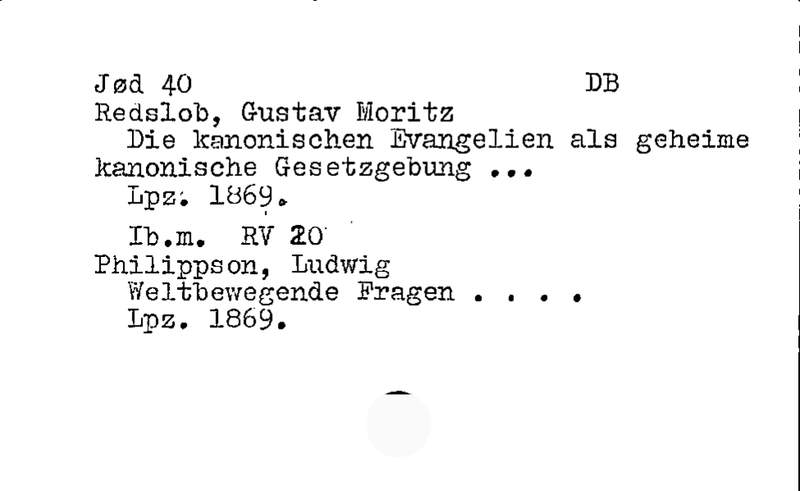 Jød 40 DB
Redslob, Gustav Moritz
Die kanonischen Evangelien als geheime
kanonische Gesetzgebung ...
Lpz. 1869.
Ib.m. RV 20
Philippson, Ludwig
Weltbewegende Fragen . . . .
Lpz. 1869.